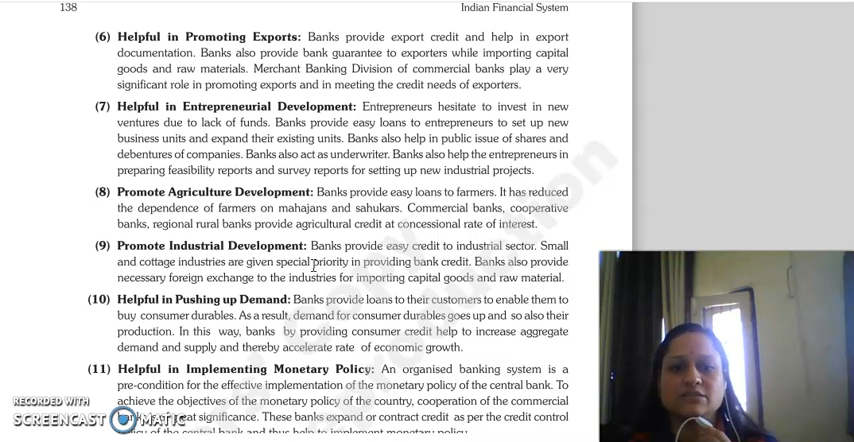 138 Indian Financial System
(6) Helpful in Promoting Exports: Banks provide export credit and help in export
documentation. Banks also provide bank guarantee to exporters while importing capital
goods and raw materials. Merchant Banking Division of commercial banks play a very
significant role in promoting exports and in meeting the credit needs of exporters.
(7) Helpful in Entrepreneurial Development: Entrepreneurs hesitate to invest in new
ventures due to lack of funds. Banks provide easy loans to entrepreneurs to set up new
business units and expand their existing units. Banks also help in public issue of shares and
debentures of companies. Banks also act as underwriter. Banks also help the entrepreneurs in
preparing feasibility reports and survey reports for setting up new industrial projects.
(8) Promote Agriculture Development: Banks provide easy loans to farmers. It has reduced
the dependence of farmers on mahajans and sahukars. Commercial banks, cooperative
banks, regional rural banks provide agricultural credit at concessional rate of interest.
(9) Promote Industrial Development: Banks provide easy credit to industrial sector. Small
and cottage industries are given special priority in providing bank credit. Banks also provide
necessary foreign exchange to the industries for importing capital goods and raw material.
(10) Helpful in Pushing up Demand: Banks provide loans to their customers to enable them to
buy consumer durables. As a result, demand for consumer durables goes up and so also their
production. In this way, banks by providing consumer credit help to increase aggregate
demand and supply and thereby accelerate rate of economic growth.
(11) Helpful in Implementing Monetary Policy: An organised banking system is a
pre-condition for the effective implementation of the monetary policy of the central bank. To
achieve the objectives of the monetary policy of the country, cooperation of the commercial
great significance. These banks expand or contract credit as per the credit control
policy of the central bank and thus help to implement monetary policy.
RECORDED WITH
SCREENCAST MATIC